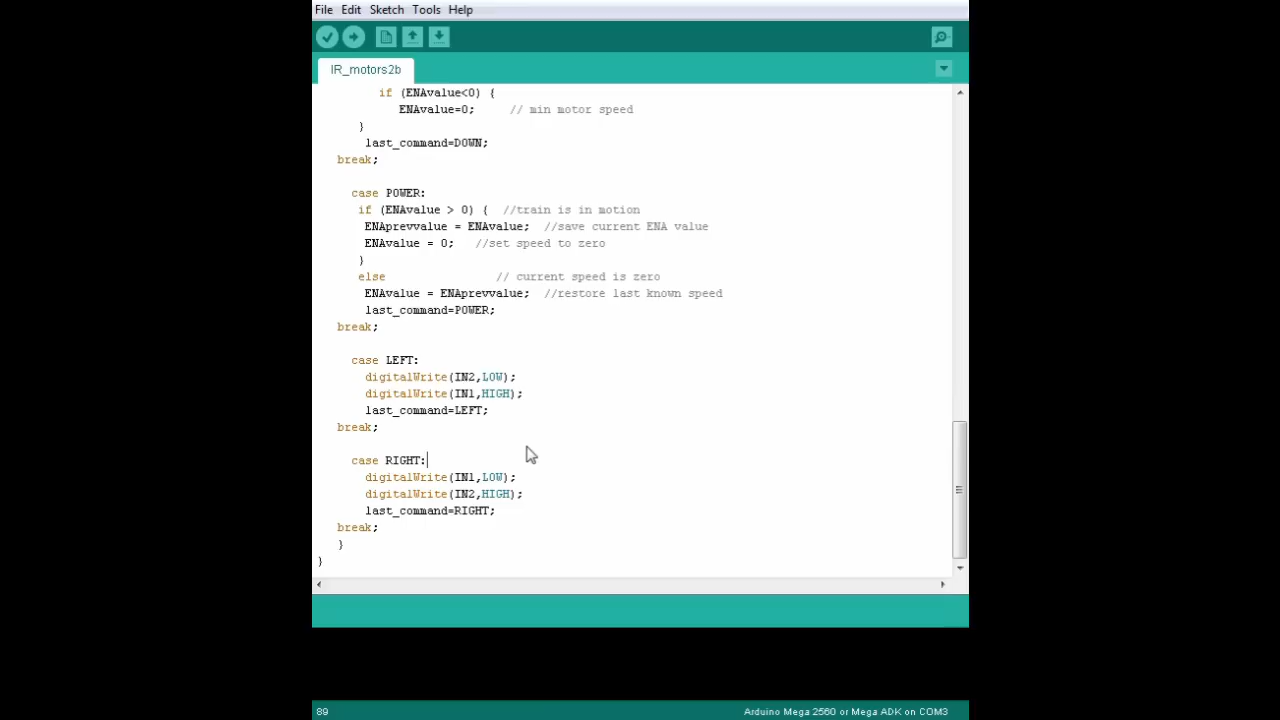 File Edit Sketch Tools Help
IR_motors2b
if (ENAvalue<0) {
ENAvalue=0; // min motor speed
}
last_command=DOWN;
break;
case POWER:
if (ENAvalue > 0) { //train is in motion
ENAprevvalue = ENAvalue; //save current ENA value
ENAvalue = 0; //set speed to zero
}
else // current speed is zero
ENAvalue = ENAprevvalue; //restore last known speed
last_command=POWER;
break;
case LEFT:
digitalWrite(IN2,LOW);
digitalWrite(IN1,HIGH);
last_command=LEFT;
break;
case RIGHT:
digitalWrite(IN1,LOW);
digitalWrite(IN2,HIGH);
last_command=RIGHT;
break;
}
}
89 Arduino Mega 2560 or Mega ADK on COM3